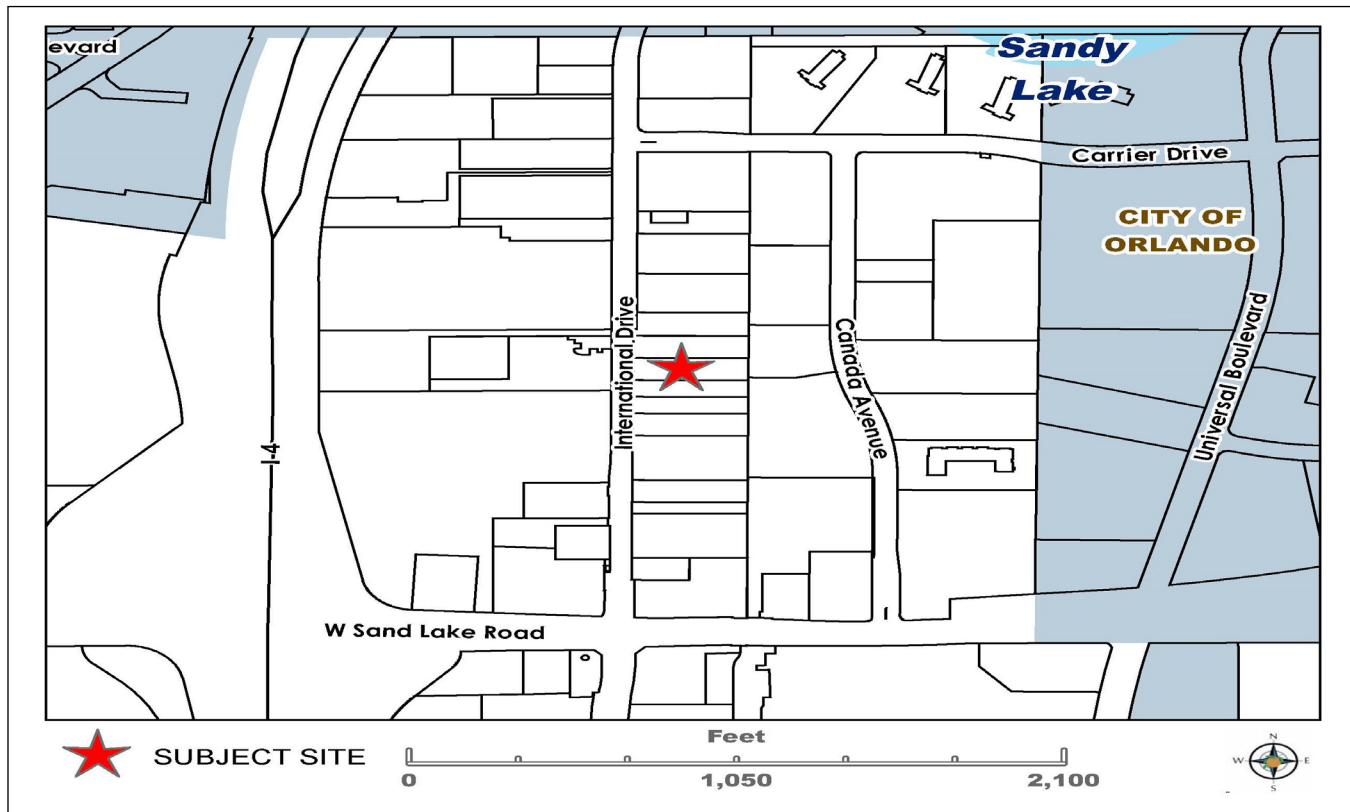 evard
Sandy
Lake
Carrier Drive
CITY OF
ORLANDO
International Drive
Canada Avenue
Universal Boulevard
I-4
W Sand Lake Road
SUBJECT SITE
Feet
0
1,050
2,100
N
W
E
S